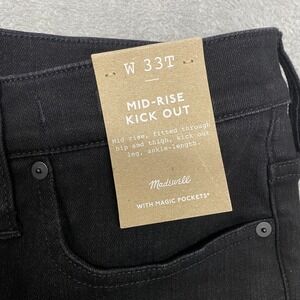 W 33T
MID-RISE
KICK OUT
Mid rise, fitted through
hip and thigh, kick out
leg, ankle-length.
Madewell
WITH MAGIC POCKETS®